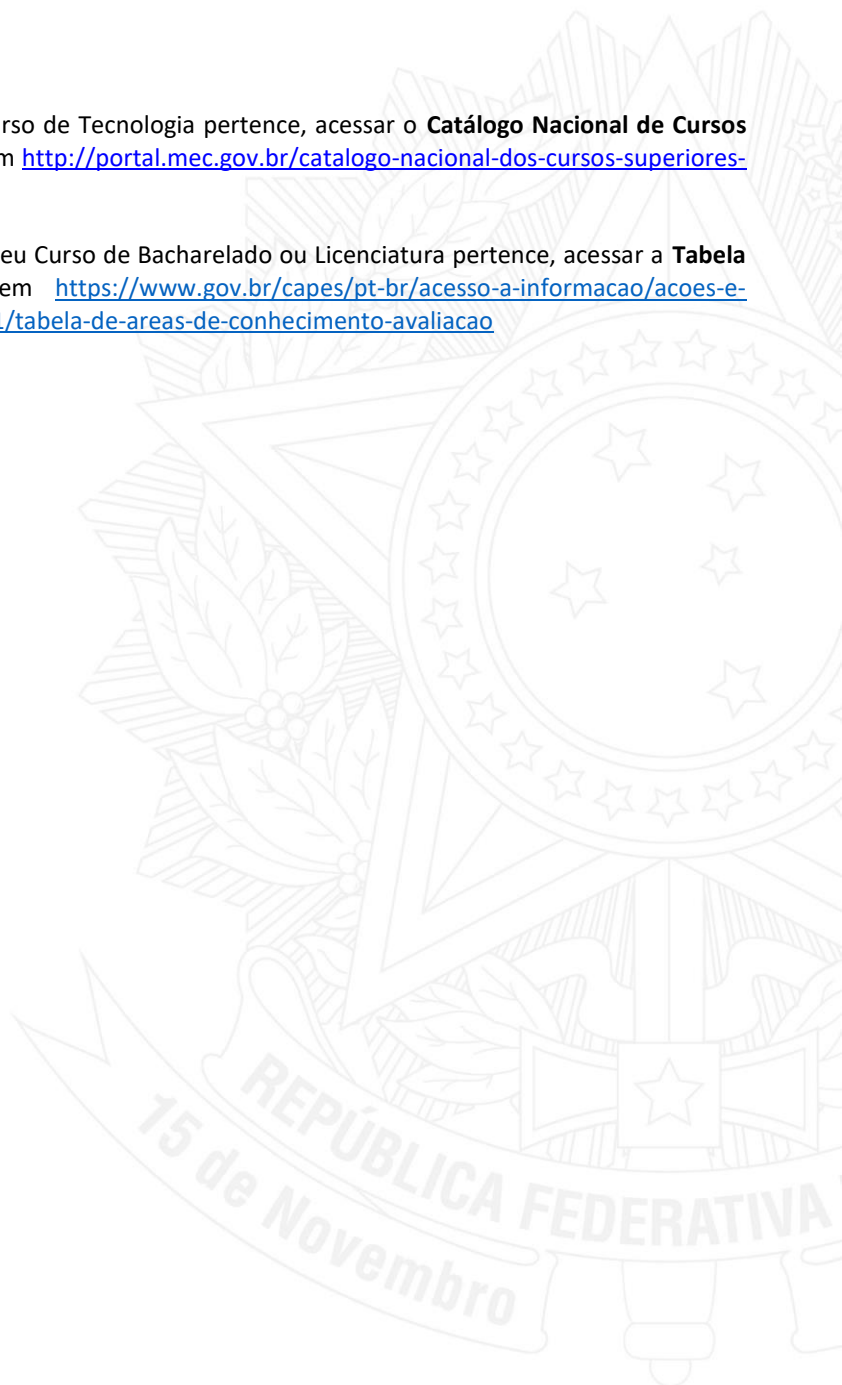 rso de Tecnologia pertence, acessar o Catálogo Nacional de Cursos
m http://portal.mec.gov.br/catalogo-nacional-dos-cursos-superiores-
eu Curso de Bacharelado ou Licenciatura pertence, acessar a Tabela
em https://www.gov.br/capes/pt-br/acesso-a-informacao/acoes-e-
/tabela-de-areas-de-conhecimento-avaliacao
REPÚBLICA FEDERATIVA
15 de Novembro